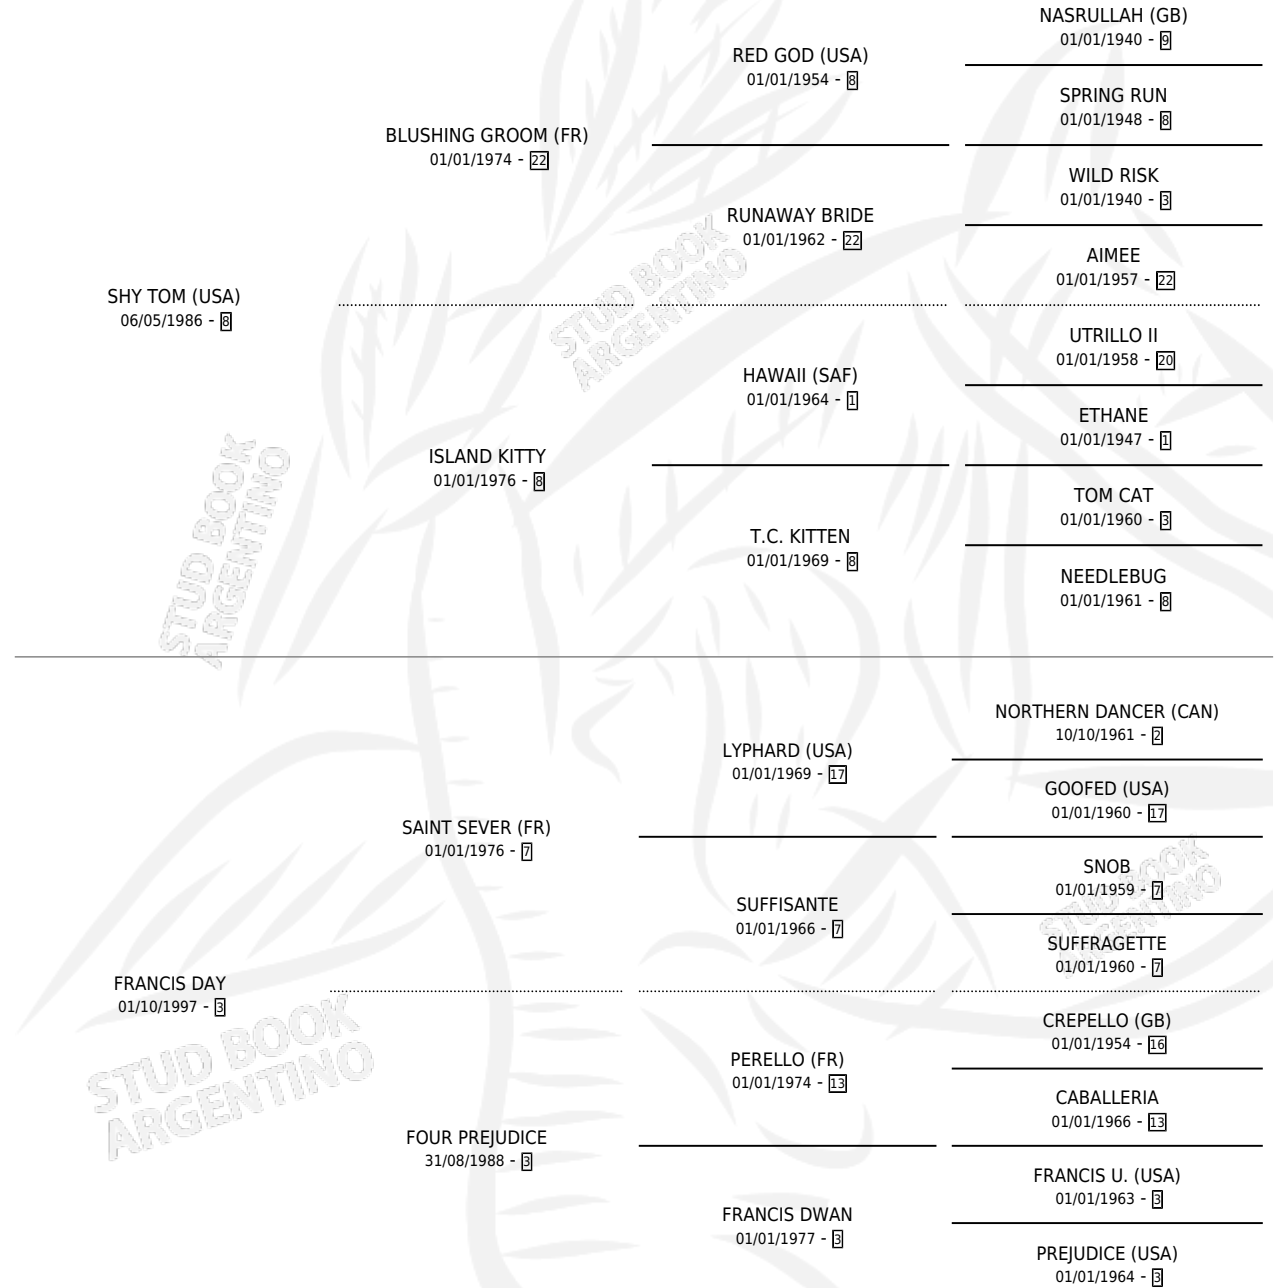 NASRULLAH (GB)
01/01/1940 - 9
RED GOD (USA)
01/01/1954 - 8
SPRING RUN
01/01/1948 - 8
BLUSHING GROOM (FR)
01/01/1974 - 22
WILD RISK
01/01/1940 - 3
RUNAWAY BRIDE
01/01/1962 - 22
AIMEE
01/01/1957 - 22
SHY TOM (USA)
06/05/1986 - 8
UTRILLO II
01/01/1958 - 20
HAWAII (SAF)
01/01/1964 - 1
ETHANE
01/01/1947 - 1
ISLAND KITTY
01/01/1976 - 8
TOM CAT
01/01/1960 - 3
T.C. KITTEN
01/01/1969 - 8
NEEDLEBUG
01/01/1961 - 8
NORTHERN DANCER (CAN)
10/10/1961 - 2
LYPHARD (USA)
01/01/1969 - 17
GOOFED (USA)
01/01/1960 - 17
SAINT SEVER (FR)
01/01/1976 - 7
SNOB
01/01/1959 - 7
SUFFISANTE
01/01/1966 - 7
SUFFRAGETTE
01/01/1960 - 7
FRANCIS DAY
01/10/1997 - 3
CREPELLO (GB)
01/01/1954 - 16
PERELLO (FR)
01/01/1974 - 13
CABALLERIA
01/01/1966 - 13
FOUR PREJUDICE
31/08/1988 - 3
FRANCIS U. (USA)
01/01/1963 - 3
FRANCIS DWAN
01/01/1977 - 3
PREJUDICE (USA)
01/01/1964 - 3
STUD BOOK
ARGENTINO
STUD BOOK
ARGENTINO
STUD BOOK
ARGENTINO
STUD BOOK
ARGENTINO